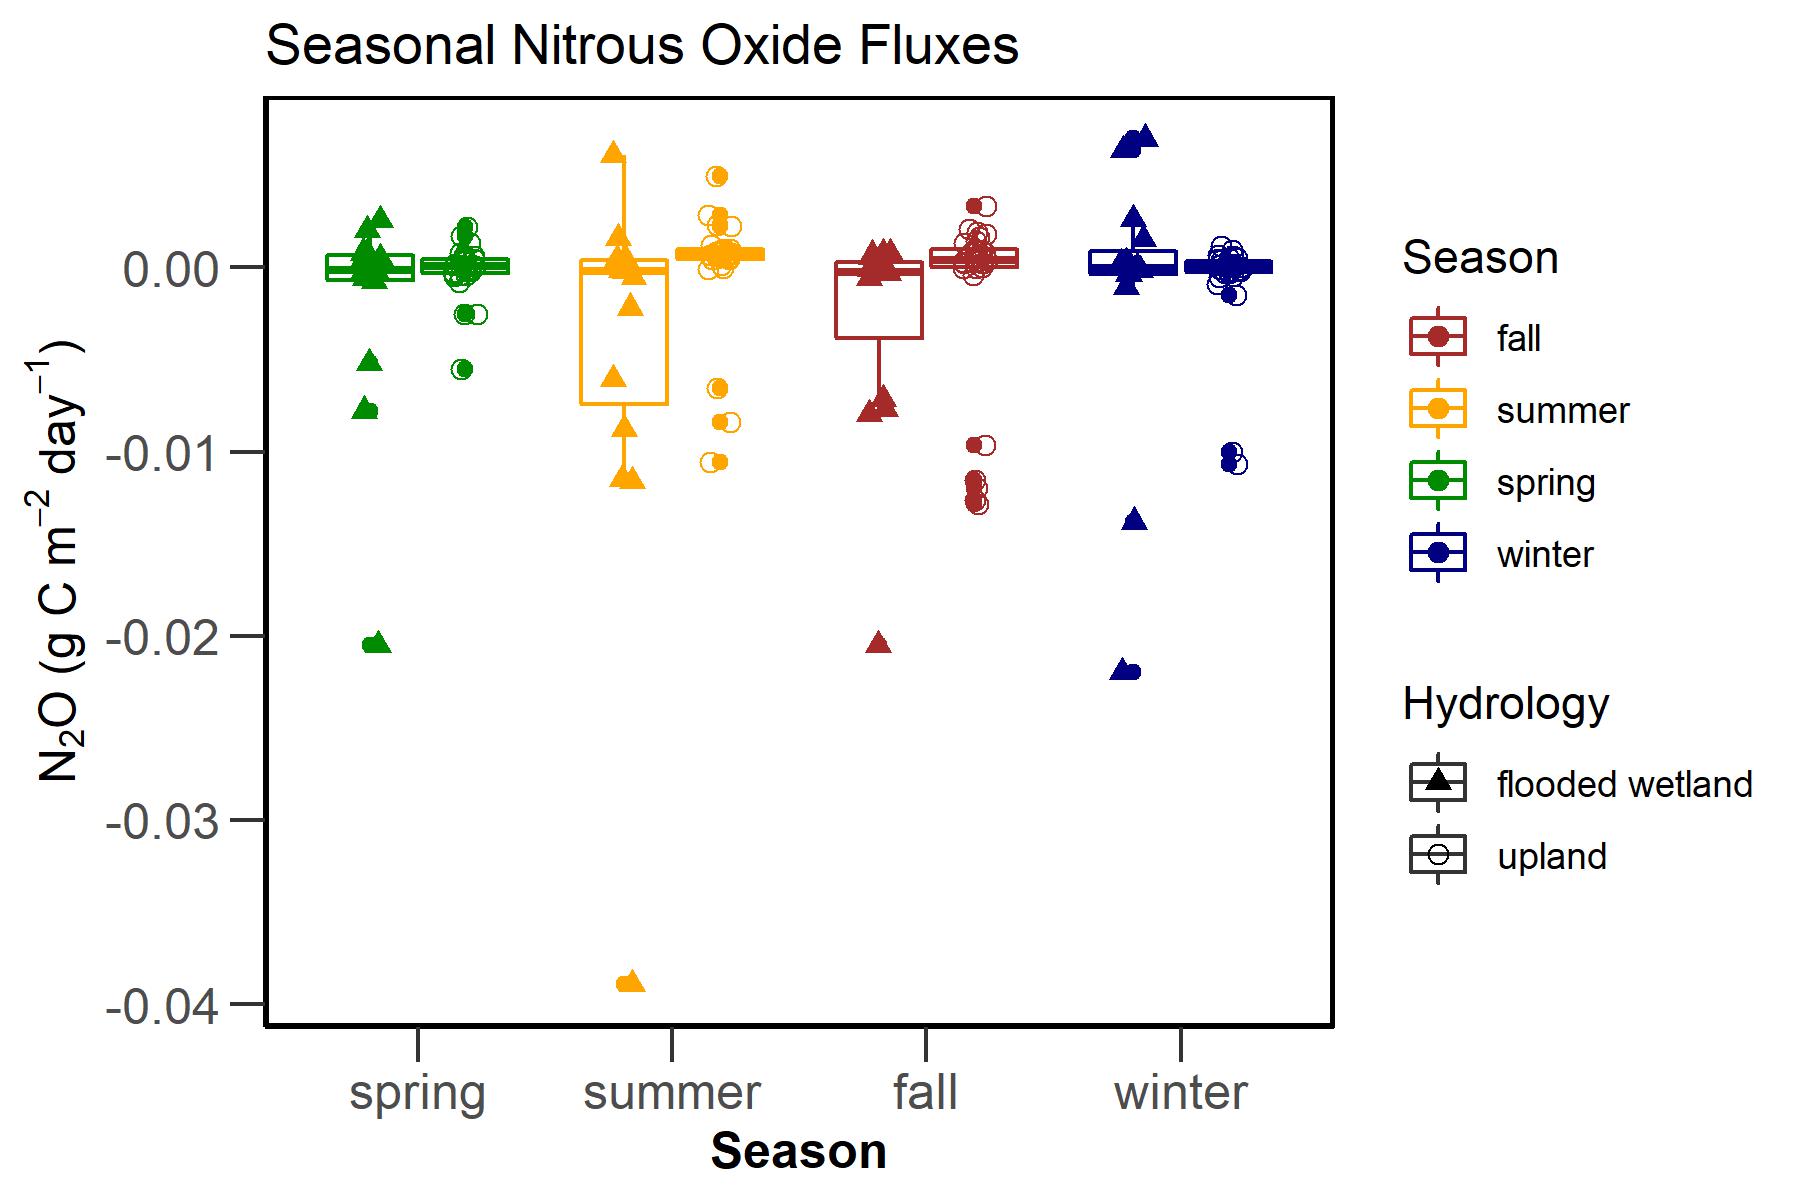 Seasonal Nitrous Oxide Fluxes
N₂O (g C m⁻² day⁻¹)
0.00
-0.01
-0.02
-0.03
-0.04
spring summer fall winter
Season
Season
fall
summer
spring
winter
Hydrology
flooded wetland
upland